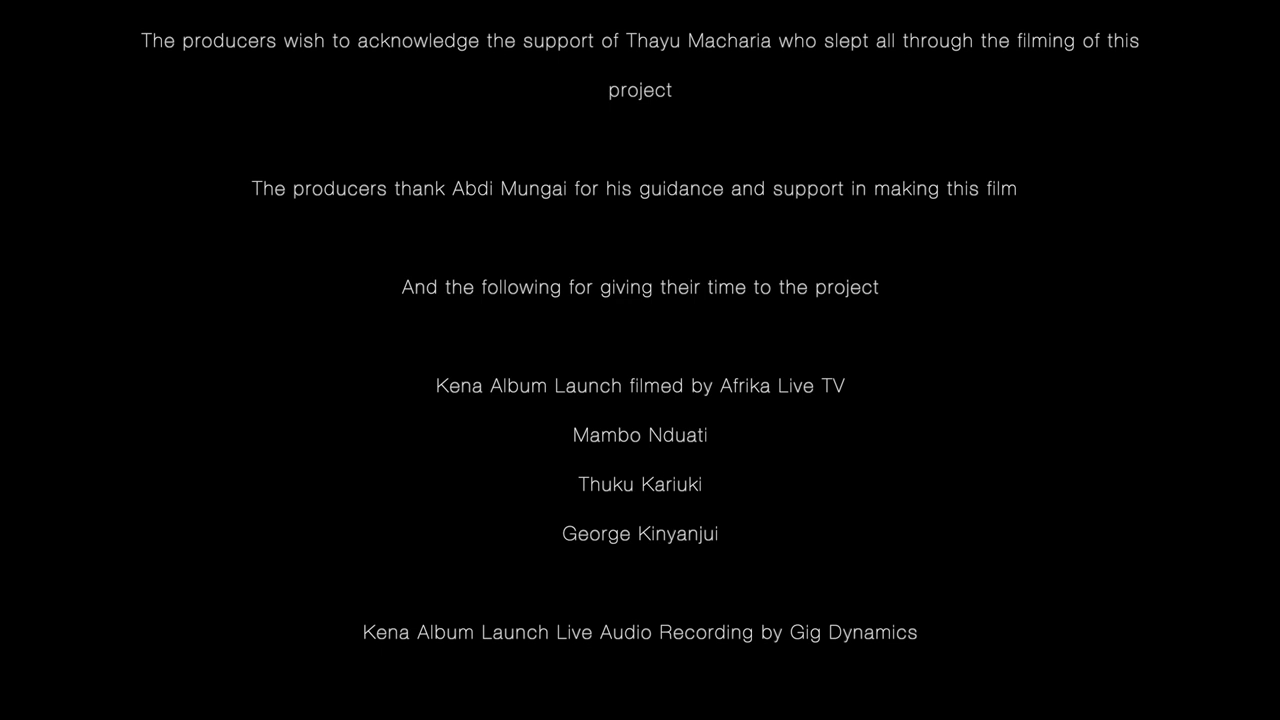 The producers wish to acknowledge the support of Thayu Macharia who slept all through the filming of this
project
The producers thank Abdi Mungai for his guidance and support in making this film
And the following for giving their time to the project
Kena Album Launch filmed by Afrika Live TV
Mambo Nduati
Thuku Kariuki
George Kinyanjui
Kena Album Launch Live Audio Recording by Gig Dynamics